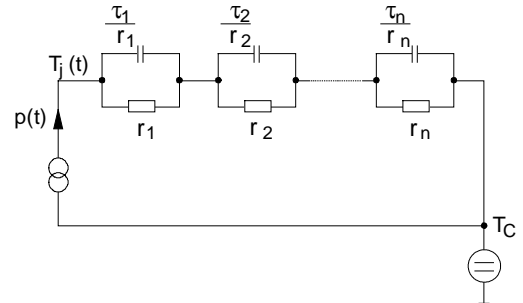 τ1/r1 τ2/r2 τn/rn
Tj(t)
r1 r2 rn
p(t)
TC